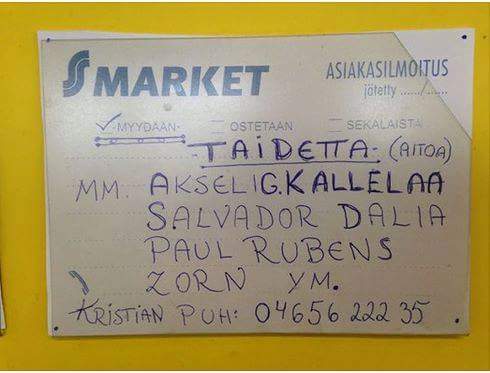 S MARKET ASIAKASILMOITUS
jätetty ....../......
MYYDÄÄN OSTETAAN SEKALAISTA
-TAIDETTA- (AITOA)
MM. AKSELI G. KALLELAA
SALVADOR DALIA
PAUL RUBENS
ZORN YM.
KRISTIAN PUH: 04656 222 35